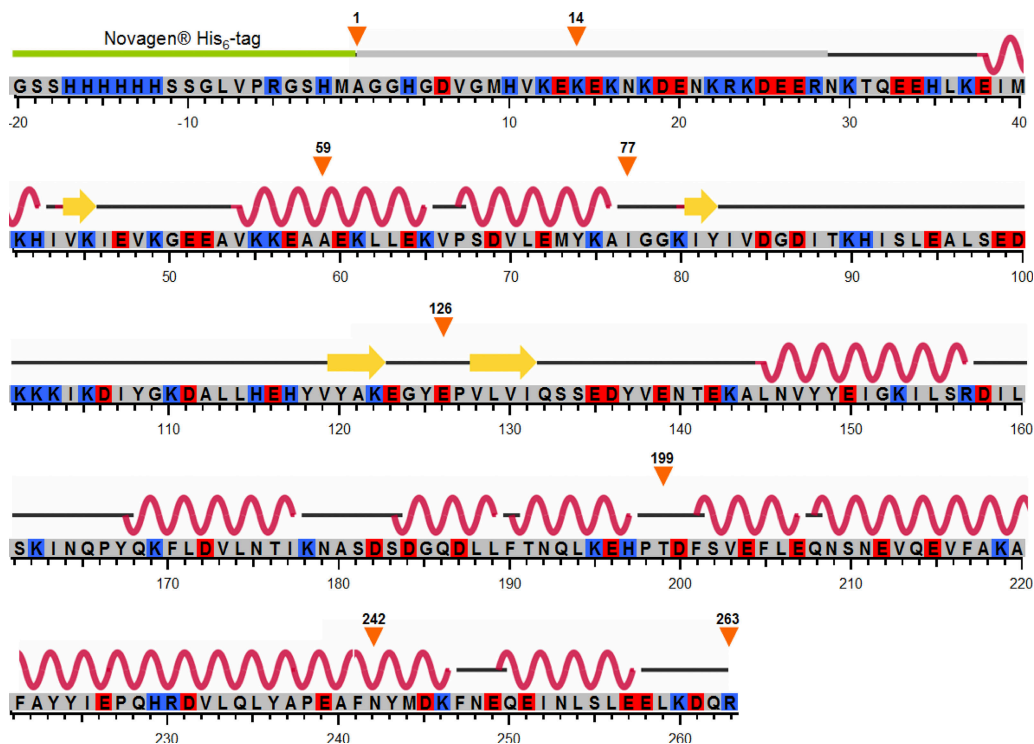 1 14
Novagen® His6-tag
GSSHHHHHHSSGLVPRGSHMAGGHGDVGMHVKEKEKNKDENKRKDEERNKTQEEHLKEIM
-20 -10 10 20 30 40
59 77
KHIVKIEVKGEEAVKKEAAEKLLEKVPSDVLEMYKAIGGKIYIVDGDITKHISLEALSED
50 60 70 80 90 100
126
KKKIKDIYGKDALLHEHYVYAKEGYEPVLVIQSSEDYVENTEKALNVYYEIGKILSRDIL
110 120 130 140 150 160
199
SKINQPYQKFLDVLNTIKNASDSDGQDLLFTNQLKEHPTDFSVEFLEQNSNEVQEVFAKA
170 180 190 200 210 220
242 263
FAYYIEPQHRDVLQLYAPEAFNYMDKFNEQEINLSLEELKDQR
230 240 250 260